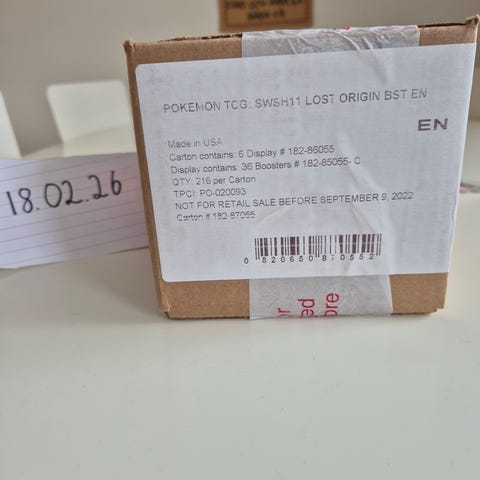 POKEMON TCG: SWSH11 LOST ORIGIN BST EN
EN
Made in USA
Carton contains: 6 Display # 182-86055
Display contains: 36 Boosters # 182-85055- C
QTY: 216 per Carton
TPCI: PO-020093
NOT FOR RETAIL SALE BEFORE SEPTEMBER 9, 2022
Carton # 182-87055
0 820650 870552
18.02.26